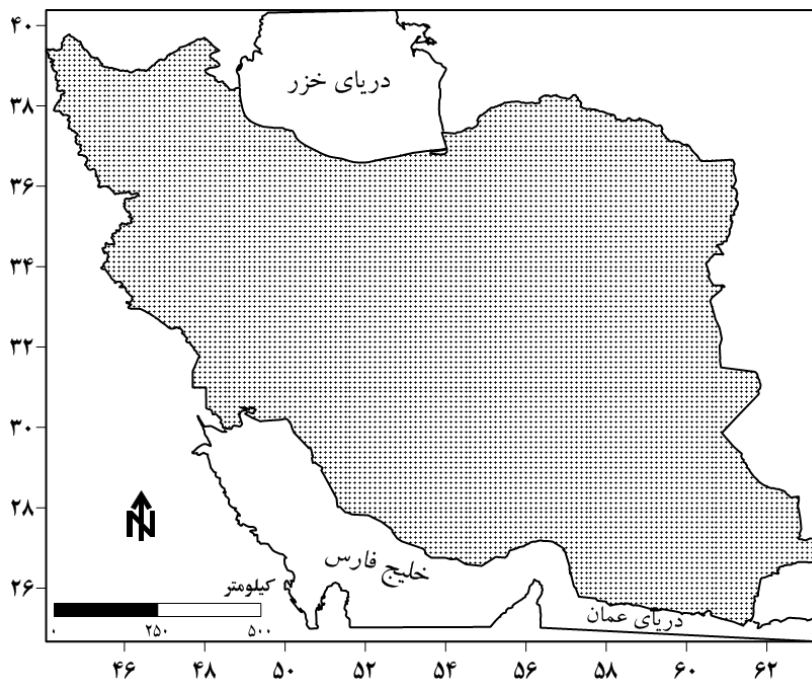 ۴۰
دریای خزر
۳۸
۳۶
۳۴
۳۲
۳۰
۲۸
N
خلیج فارس
۲۶
کیلومتر
دریای عمان
۰ ۲۵۰ ۵۰۰
۴۶ ۴۸ ۵۰ ۵۲ ۵۴ ۵۶ ۵۸ ۶۰ ۶۲